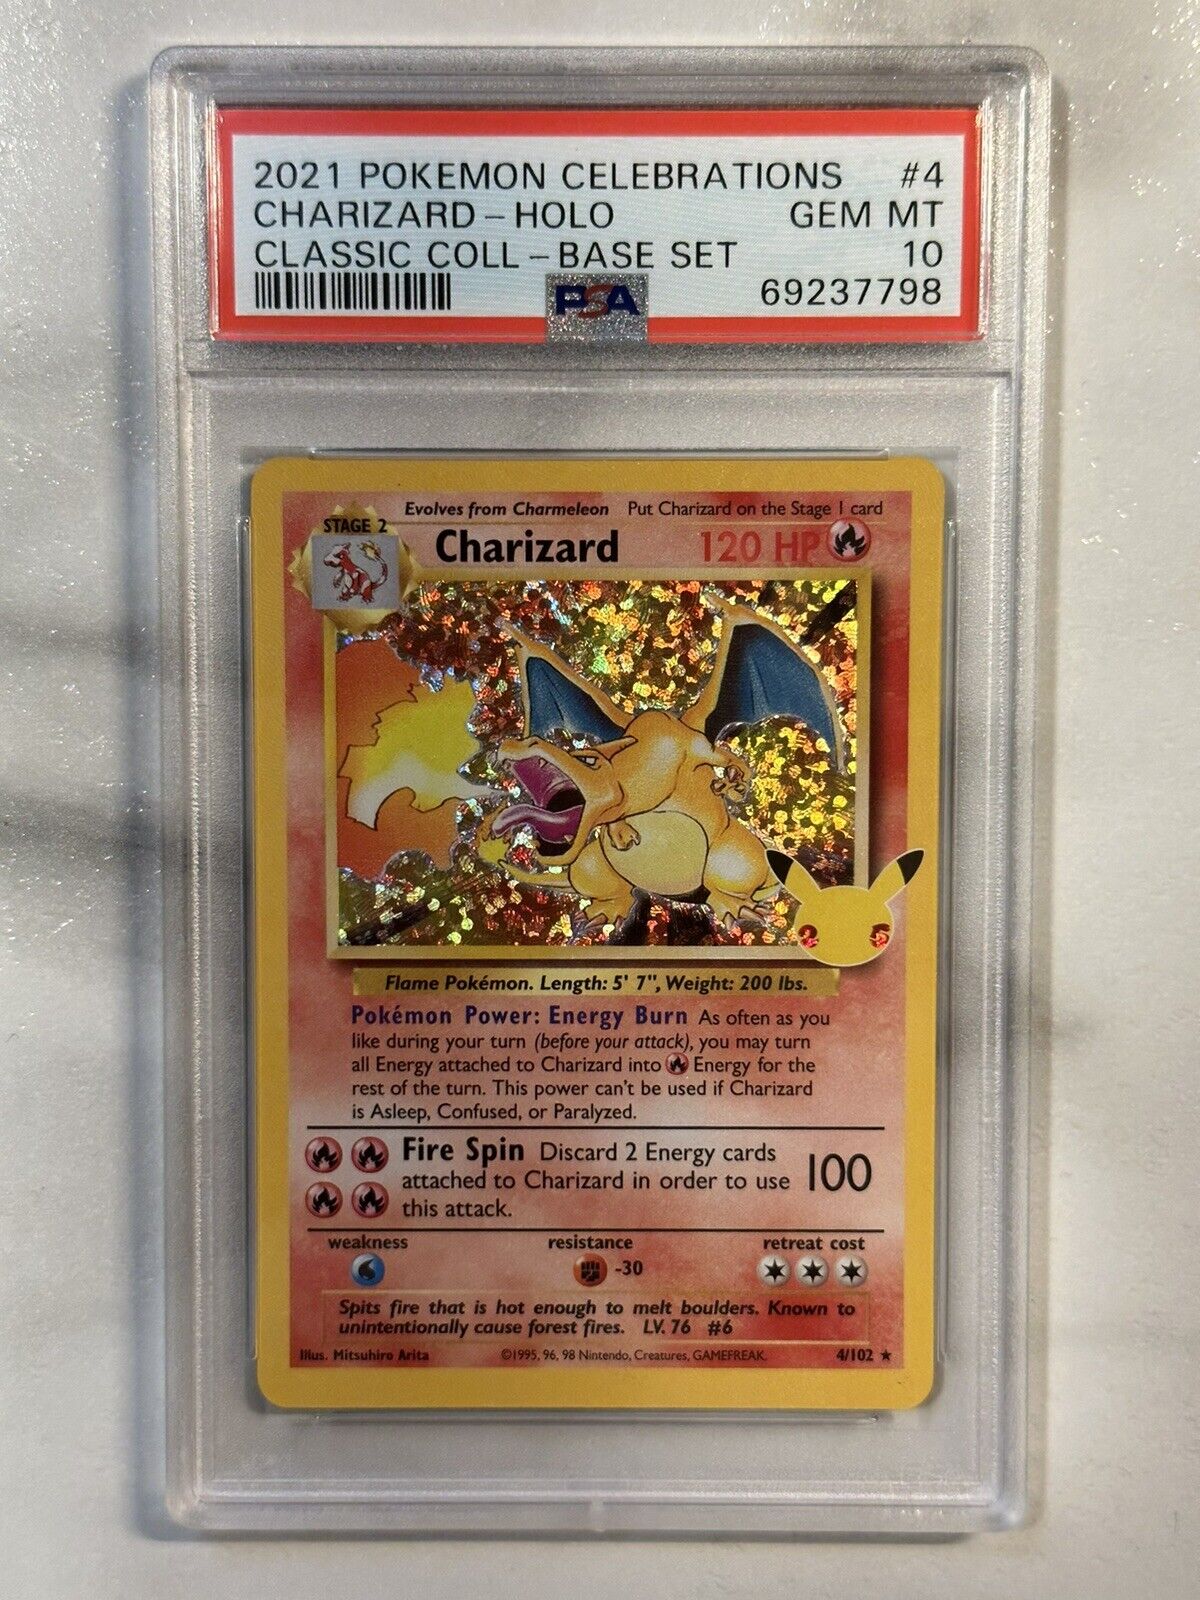 2021 POKEMON CELEBRATIONS #4
CHARIZARD - HOLO GEM MT
CLASSIC COLL - BASE SET 10
PSA 69237798
Evolves from Charmeleon Put Charizard on the Stage 1 card
STAGE 2
Charizard 120 HP
25
Flame Pokémon. Length: 5' 7", Weight: 200 lbs.
Pokémon Power: Energy Burn As often as you
like during your turn (before your attack), you may turn
all Energy attached to Charizard into Energy for the
rest of the turn. This power can't be used if Charizard
is Asleep, Confused, or Paralyzed.
Fire Spin Discard 2 Energy cards
attached to Charizard in order to use 100
this attack.
weakness resistance retreat cost
-30
Spits fire that is hot enough to melt boulders. Known to
unintentionally cause forest fires. LV. 76 #6
Illus. Mitsuhiro Arita ©1995, 96, 98 Nintendo, Creatures, GAMEFREAK. 4/102 ★